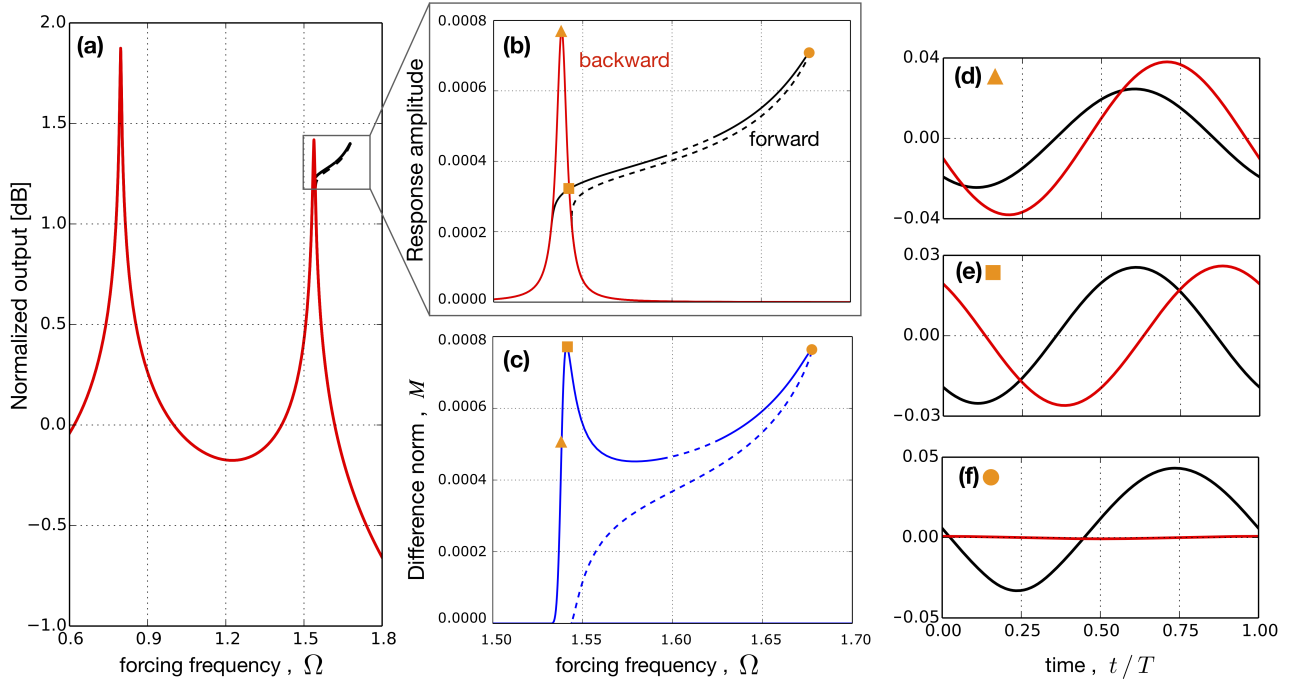 (a)
2.0
1.5
1.0
0.5
0.0
−0.5
−1.0
0.6 0.9 1.2 1.5 1.8
Normalized output [dB]
forcing frequency , Ω
(b)
backward
forward
0.0008
0.0006
0.0004
0.0002
0.0000
Response amplitude
(c)
0.0008
0.0006
0.0004
0.0002
0.0000
1.50 1.55 1.60 1.65 1.70
Difference norm , M
forcing frequency , Ω
(d)
0.04
0.00
−0.04
(e)
0.03
0.00
−0.03
(f)
0.05
0.00
−0.05
0.00 0.25 0.50 0.75 1.00
time , t / T